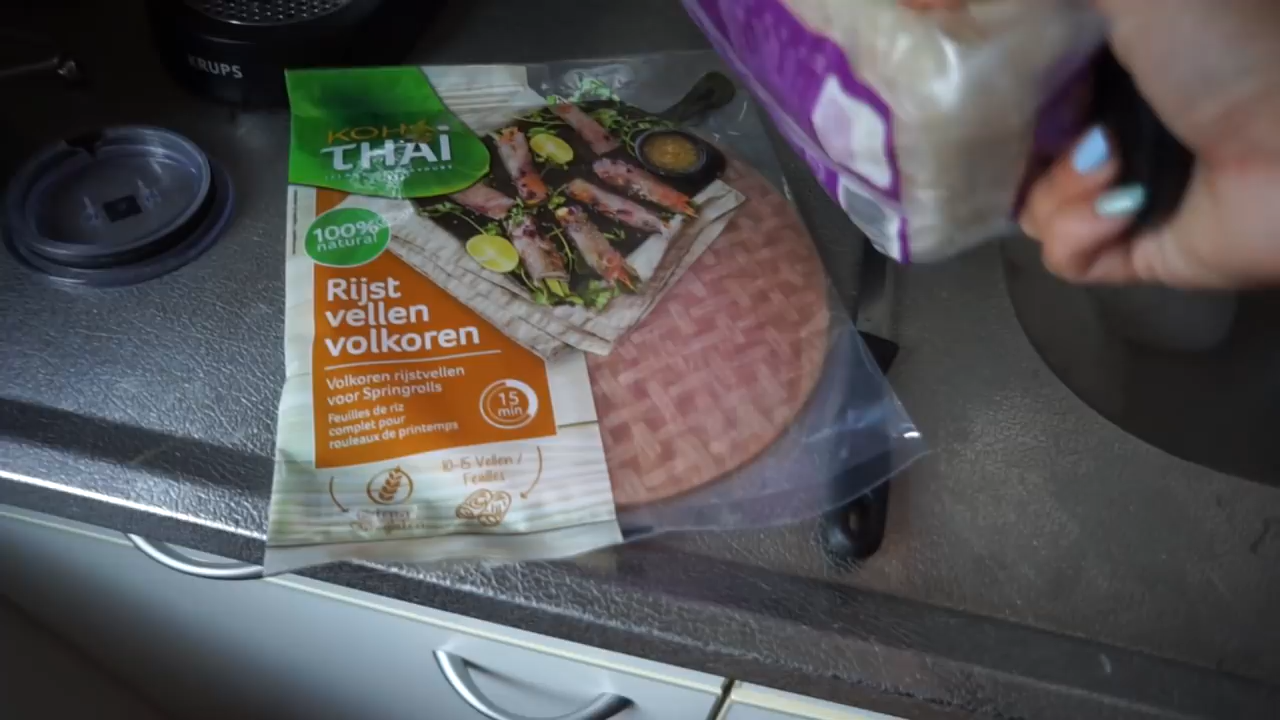 KRUPS
KOH
THAI
100%
natural
Rijst
vellen
volkoren
Volkoren rijstvellen
voor Springrolls
Feuilles de riz
complet pour
rouleaux de printemps
15
min
10-15 Vellen /
Feuilles